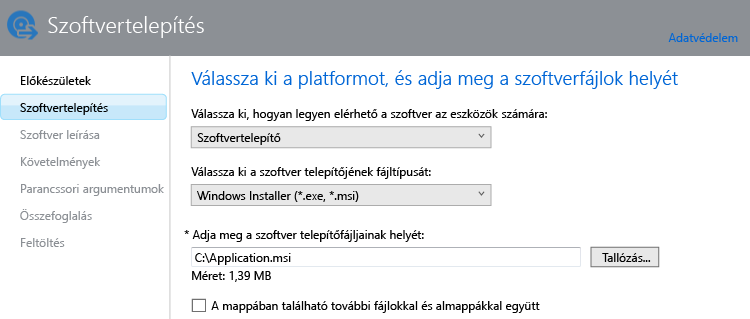 Szoftvertelepítés
Adatvédelem
Előkészületek
Szoftvertelepítés
Szoftver leírása
Követelmények
Parancssori argumentumok
Összefoglalás
Feltöltés
Válassza ki a platformot, és adja meg a szoftverfájlok helyét
Válassza ki, hogyan legyen elérhető a szoftver az eszközök számára:
Szoftvertelepítő
Válassza ki a szoftver telepítőjének fájltípusát:
Windows Installer (*.exe, *.msi)
* Adja meg a szoftver telepítőfájljainak helyét:
C:\Application.msi
Tallózás...
Méret: 1,39 MB
A mappában található további fájlokkal és almappákkal együtt